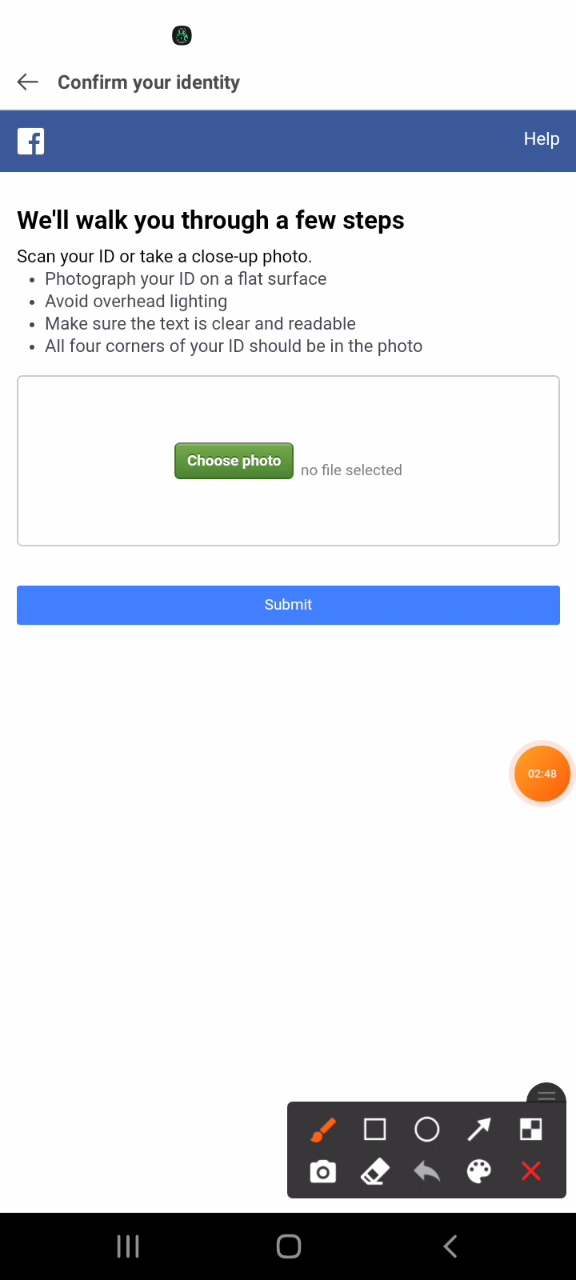 Confirm your identity
Help
We'll walk you through a few steps
Scan your ID or take a close-up photo.
• Photograph your ID on a flat surface
• Avoid overhead lighting
• Make sure the text is clear and readable
• All four corners of your ID should be in the photo
Choose photo no file selected
Submit
02:48